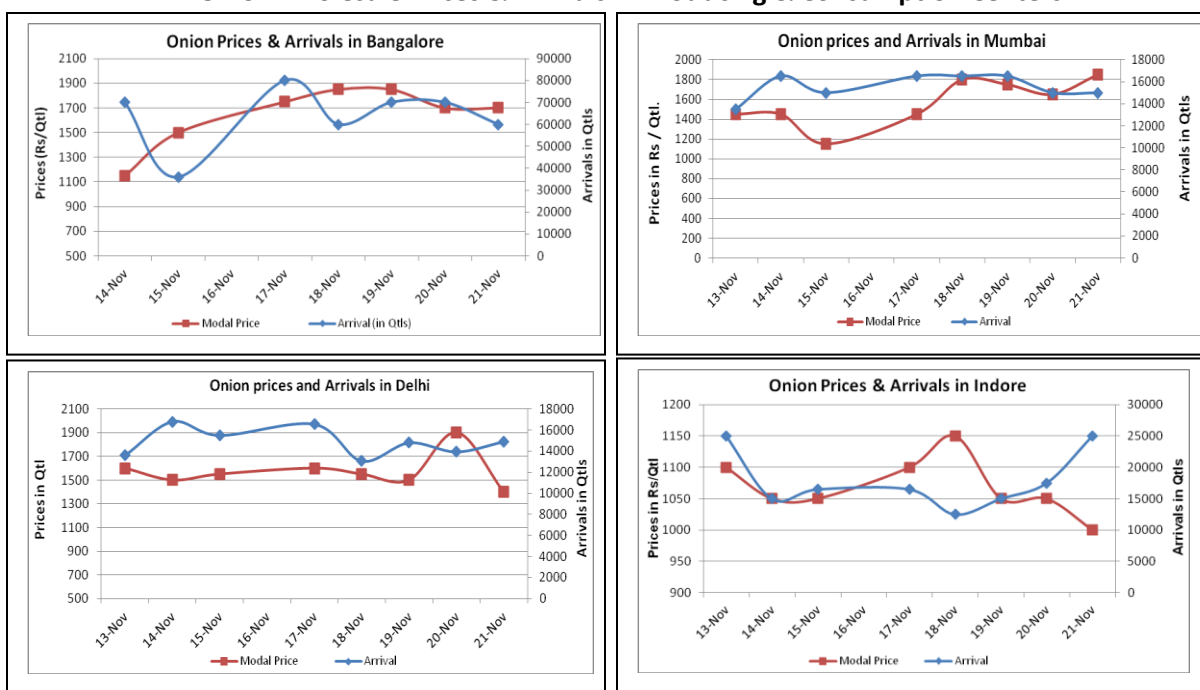 Onion Prices & Arrivals in Bangalore
Prices (Rs/Qtl)
2100
1900
1700
1500
1300
1100
900
700
500
90000
80000
70000
60000
50000
40000
30000
20000
10000
0
Arrivals in Qtls
14-Nov
15-Nov
16-Nov
17-Nov
18-Nov
19-Nov
20-Nov
21-Nov
Modal Price
Arrival (in Qtls)
Onion prices and Arrivals in Mumbai
Prices in Rs / Qtl.
2000
1800
1600
1400
1200
1000
800
600
400
200
0
18000
16000
14000
12000
10000
8000
6000
4000
2000
0
Arrivals in Qtls
13-Nov
14-Nov
15-Nov
16-Nov
17-Nov
18-Nov
19-Nov
20-Nov
21-Nov
Modal Price
Arrival
Onion prices and Arrivals in Delhi
Prices in Qtl
2100
1900
1700
1500
1300
1100
900
700
500
18000
16000
14000
12000
10000
8000
6000
4000
2000
0
Arrivals in Qtls
13-Nov
14-Nov
15-Nov
16-Nov
17-Nov
18-Nov
19-Nov
20-Nov
21-Nov
Modal Price
Arrival
Onion Prices & Arrivals in Indore
Prices in Rs/Qtl
1200
1150
1100
1050
1000
950
900
30000
25000
20000
15000
10000
5000
0
Arrivals in Qtls
13-Nov
14-Nov
15-Nov
16-Nov
17-Nov
18-Nov
19-Nov
20-Nov
21-Nov
Modal Price
Arrival